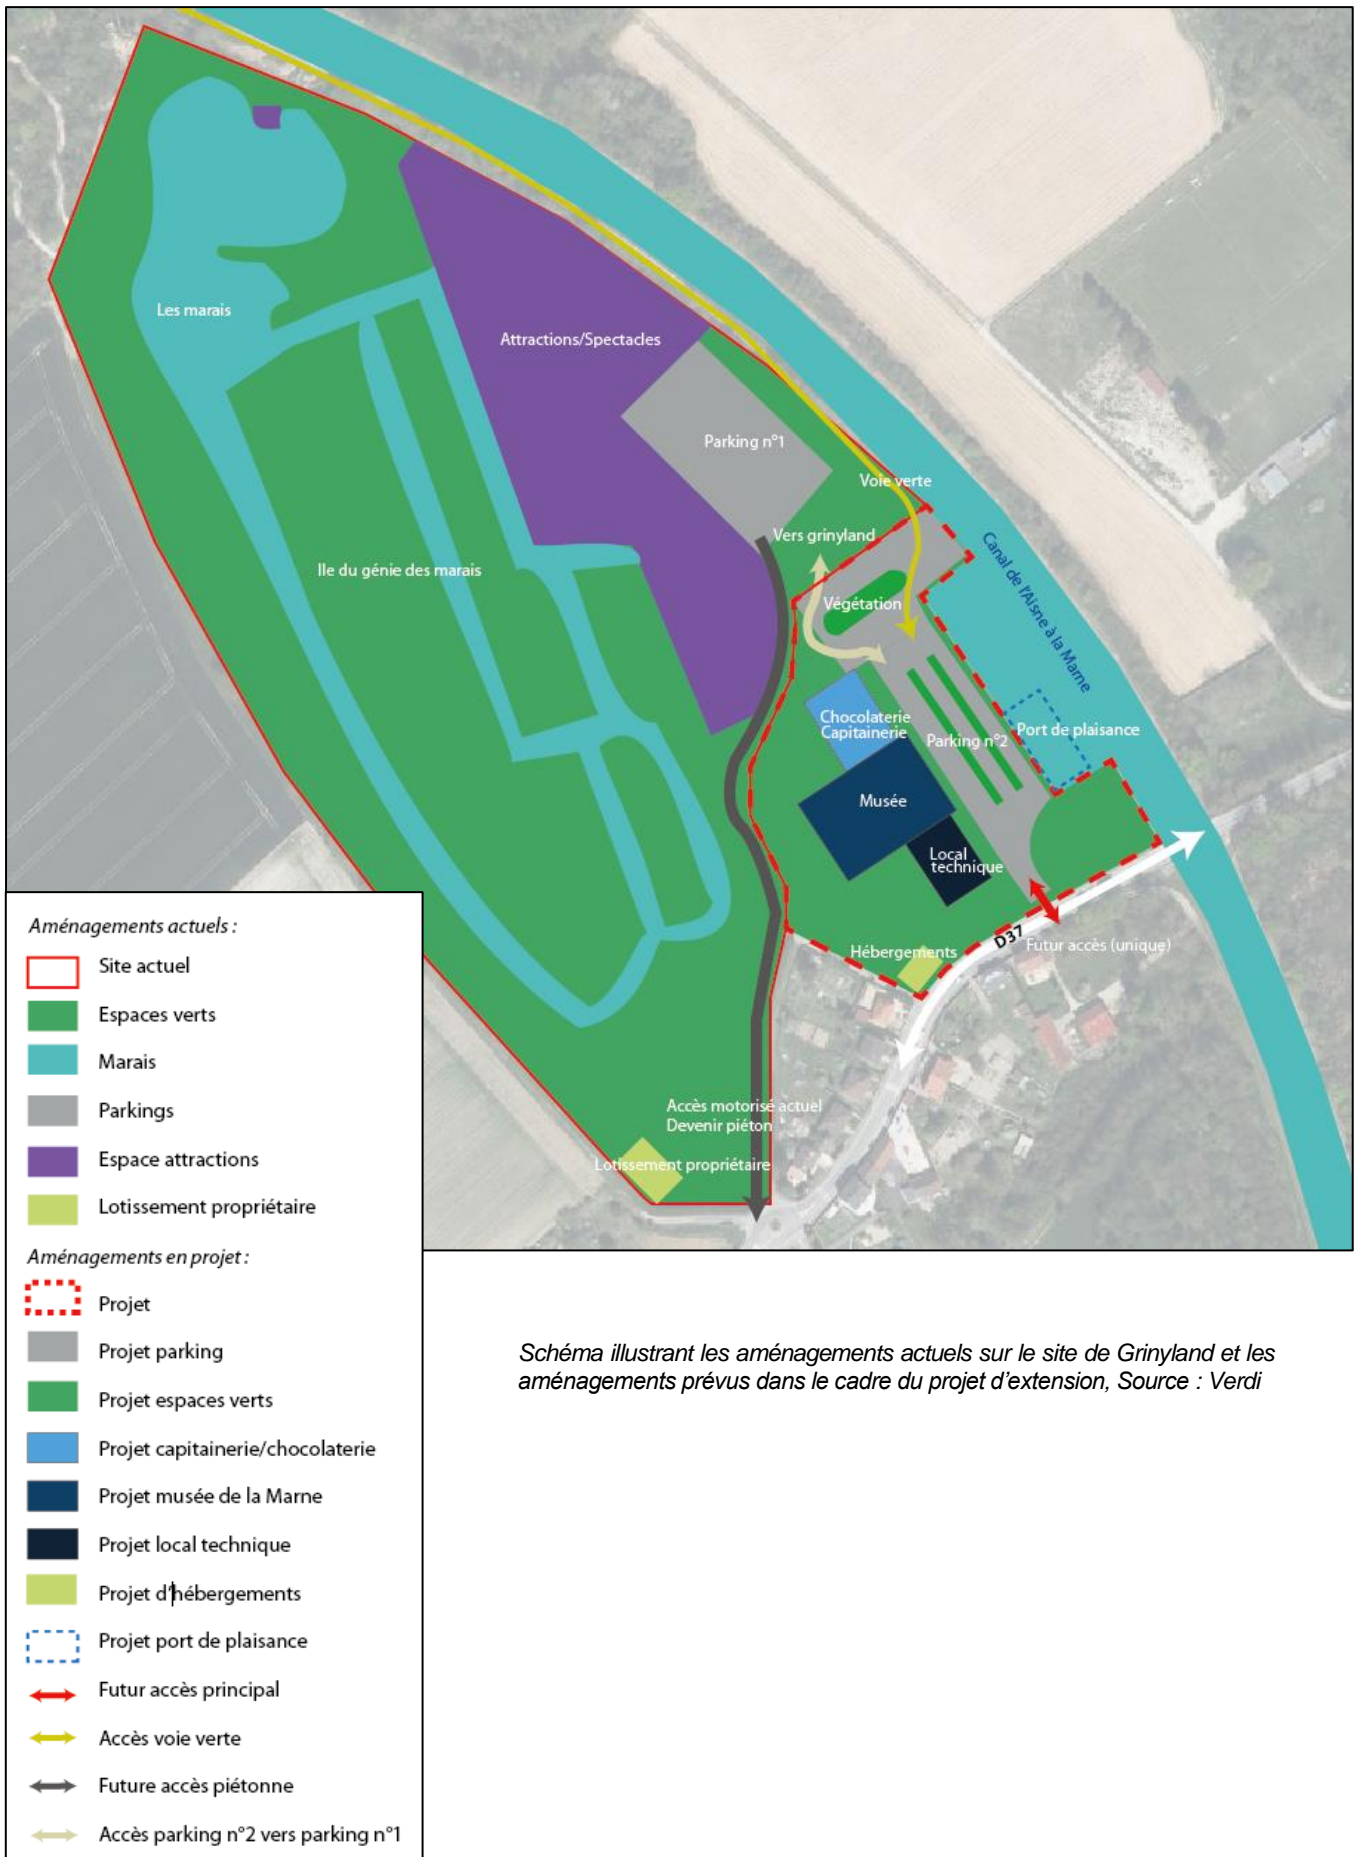 Les marais
Attractions/Spectacles
Parking n°1
Voie verte
Vers grinyland
Canal de l'Aisne à la Marne
Ile du génie des marais
Végétation
Chocolaterie
Capitainerie
Parking n°2
Port de plaisance
Musée
Local
technique
D37
Futur accès (unique)
Hébergements
Accès motorisé actuel
Devenir piéton
Lotissement propriétaire
Aménagements actuels :
Site actuel
Espaces verts
Marais
Parkings
Espace attractions
Lotissement propriétaire
Aménagements en projet :
Projet
Projet parking
Projet espaces verts
Projet capitainerie/chocolaterie
Projet musée de la Marne
Projet local technique
Projet d'hébergements
Projet port de plaisance
Futur accès principal
Accès voie verte
Future accès piétonne
Accès parking n°2 vers parking n°1
Schéma illustrant les aménagements actuels sur le site de Grinyland et les
aménagements prévus dans le cadre du projet d'extension, Source : Verdi